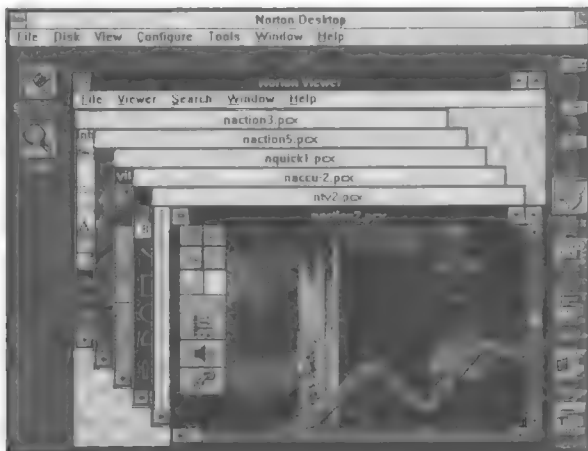 Norton Desktop
File Disk View Configure Tools Window Help
Norton Viewer
File Viewer Search Window Help
naction3.pcx
naction5.pcx
nquick1.pcx
naccu-2.pcx
ntv2.pcx